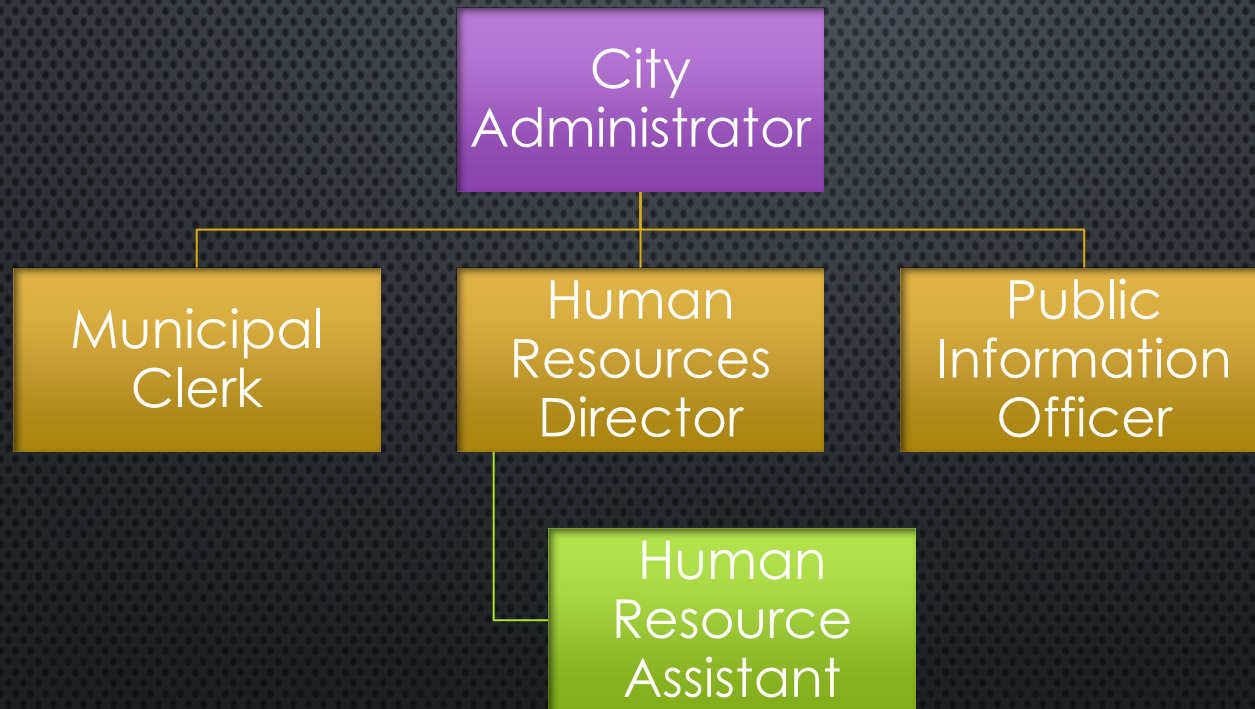 City
Administrator
Municipal
Clerk
Human
Resources
Director
Public
Information
Officer
Human
Resource
Assistant